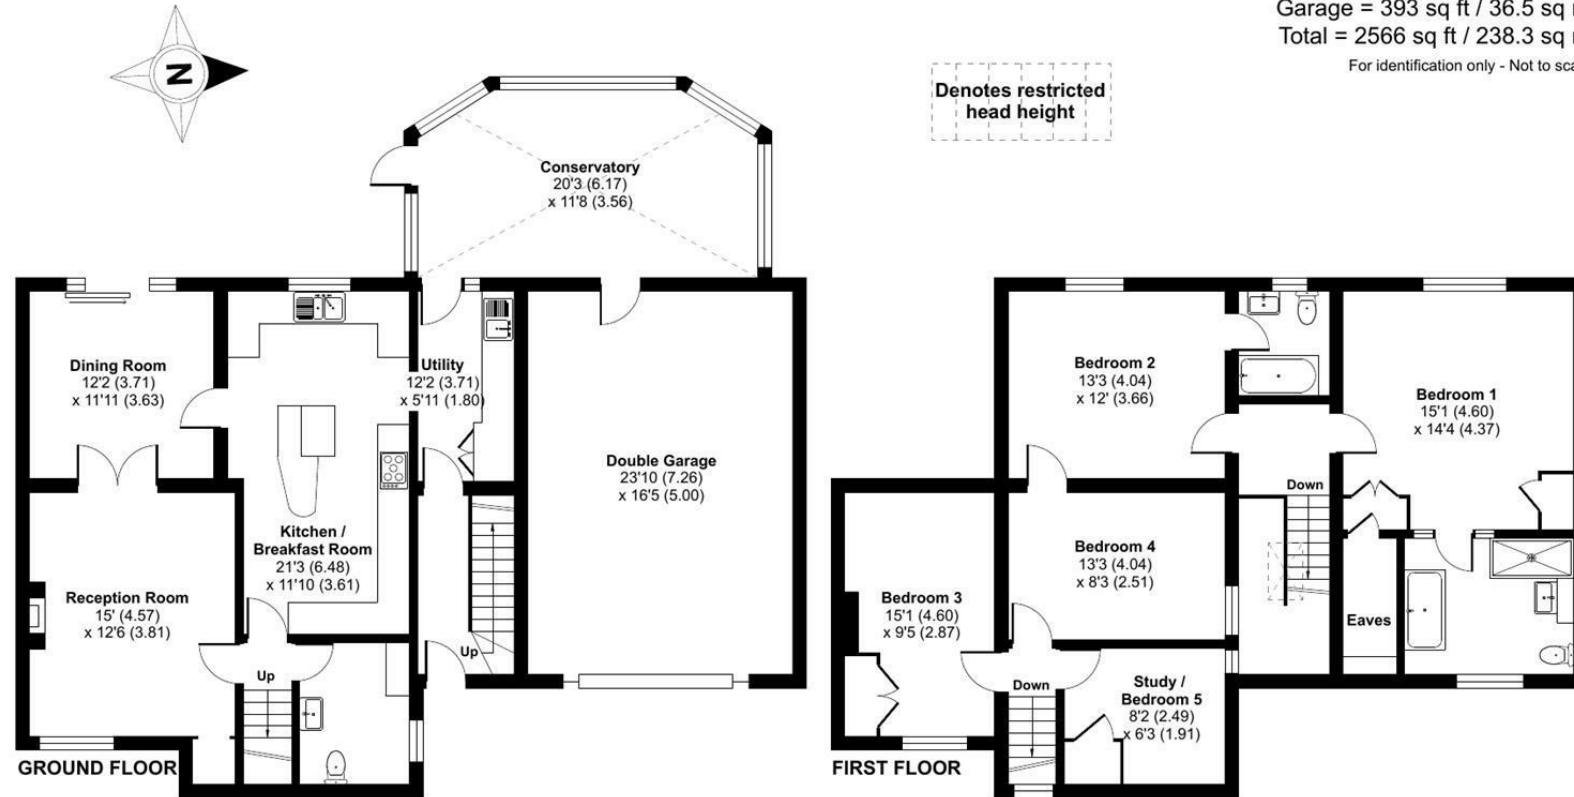 Garage = 393 sq ft / 36.5 sq
Total = 2566 sq ft / 238.3 sq
For identification only - Not to
N
Denotes restricted
head height
Conservatory
20'3 (6.17)
x 11'8 (3.56)
Dining Room
12'2 (3.71)
x 11'11 (3.63)
Utility
12'2 (3.71)
x 5'11 (1.80)
Double Garage
23'10 (7.26)
x 16'5 (5.00)
Kitchen /
Breakfast Room
21'3 (6.48)
x 11'10 (3.61)
Reception Room
15' (4.57)
x 12'6 (3.81)
Up
Up
GROUND FLOOR
Bedroom 2
13'3 (4.04)
x 12' (3.66)
Bedroom 1
15'1 (4.60)
x 14'4 (4.37)
Down
Bedroom 4
13'3 (4.04)
x 8'3 (2.51)
Bedroom 3
15'1 (4.60)
x 9'5 (2.87)
Eaves
Down
Study /
Bedroom 5
8'2 (2.49)
x 6'3 (1.91)
FIRST FLOOR